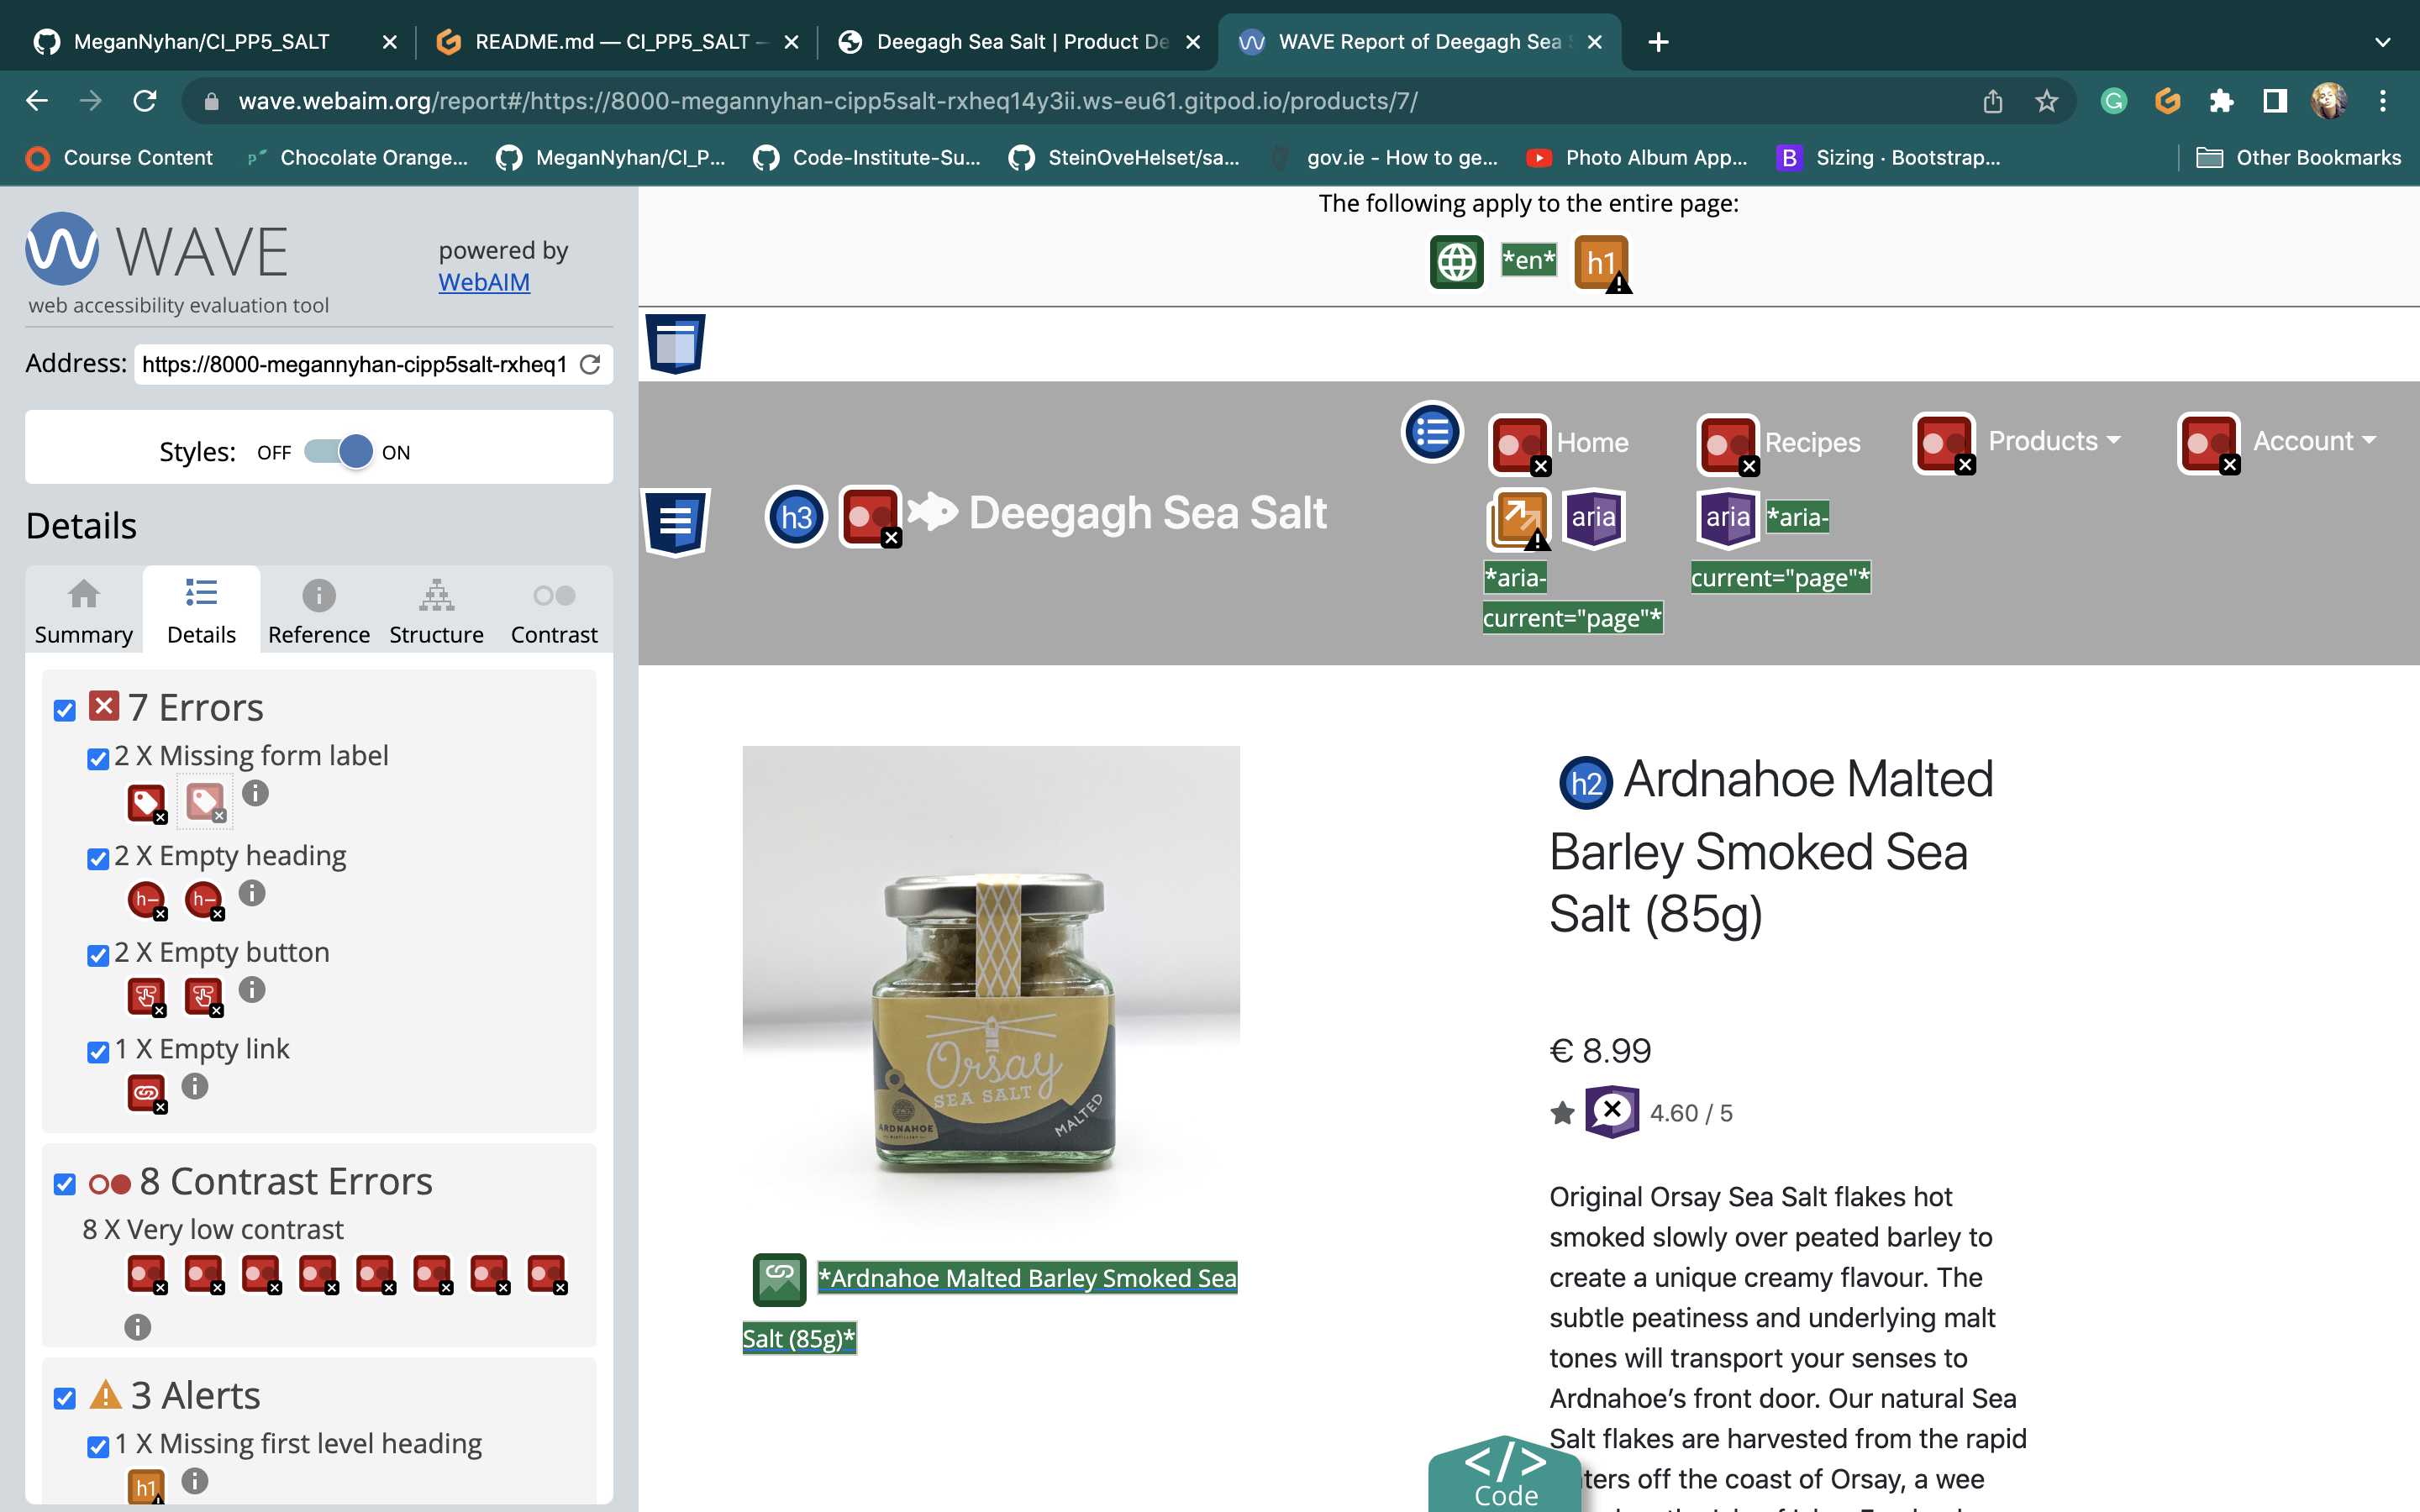 MeganNyhan/CI_PP5_SALT
README.md — CI_PP5_SALT –
Deegagh Sea Salt | Product De
WAVE Report of Deegagh Sea S
wave.webaim.org/report#/https://8000-megannyhan-cipp5salt-rxheq14y3ii.ws-eu61.gitpod.io/products/7/
Course Content
Chocolate Orange...
MeganNyhan/CI_P...
Code-Institute-Su...
SteinOveHelset/sa...
gov.ie - How to ge...
Photo Album App...
B Sizing · Bootstrap...
Other Bookmarks
WAVE
web accessibility evaluation tool
powered by
WebAIM
Address: https://8000-megannyhan-cipp5salt-rxheq1
Styles: OFF ON
Details
Summary
Details
Reference
Structure
Contrast
7 Errors
2 X Missing form label
2 X Empty heading
h– h–
2 X Empty button
1 X Empty link
8 Contrast Errors
8 X Very low contrast
3 Alerts
1 X Missing first level heading
h1
The following apply to the entire page:
*en* h1
Home
Recipes
Products
Account
h3 Deegagh Sea Salt
aria
*aria-
current="page"*
aria *aria-
current="page"*
Orsay
SEA SALT
ARDNAHOE
MALTED
*Ardnahoe Malted Barley Smoked Sea
Salt (85g)*
h2 Ardnahoe Malted
Barley Smoked Sea
Salt (85g)
€ 8.99
4.60 / 5
Original Orsay Sea Salt flakes hot
smoked slowly over peated barley to
create a unique creamy flavour. The
subtle peatiness and underlying malt
tones will transport your senses to
Ardnahoe’s front door. Our natural Sea
Salt flakes are harvested from the rapid
off the coast of Orsay, a wee
</>
Code